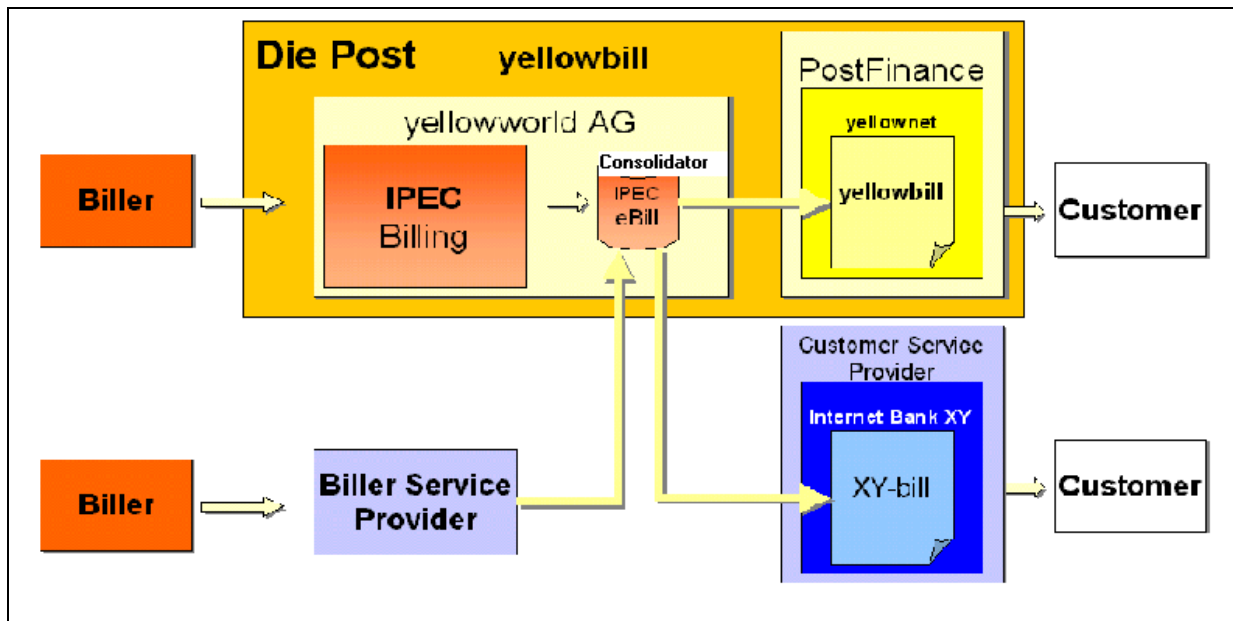 Die Post yellowbill
PostFinance
yellowworld AG
yellownet
Consolidator
Biller
IPEC
Billing
IPEC
eBill
yellowbill
Customer
Customer Service
Provider
Internet Bank XY
Biller
Biller Service
Provider
XY-bill
Customer